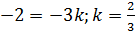 −2 = −3k; k = 2/3